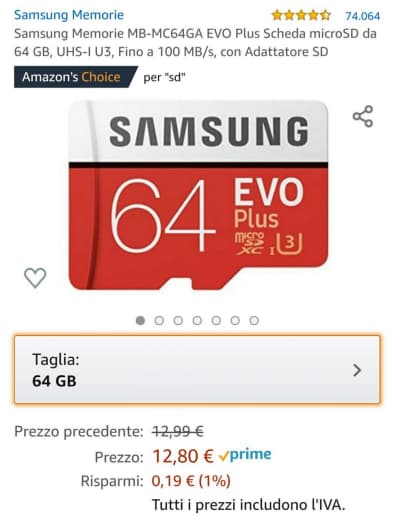 Samsung Memorie
74.064
Samsung Memorie MB-MC64GA EVO Plus Scheda microSD da
64 GB, UHS-I U3, Fino a 100 MB/s, con Adattatore SD
Amazon's Choice per "sd"
SAMSUNG
64
EVO
Plus
micro
SD
XC I 3
Taglia:
64 GB
Prezzo precedente: 12,99 €
Prezzo: 12,80 € prime
Risparmi: 0,19 € (1%)
Tutti i prezzi includono l'IVA.